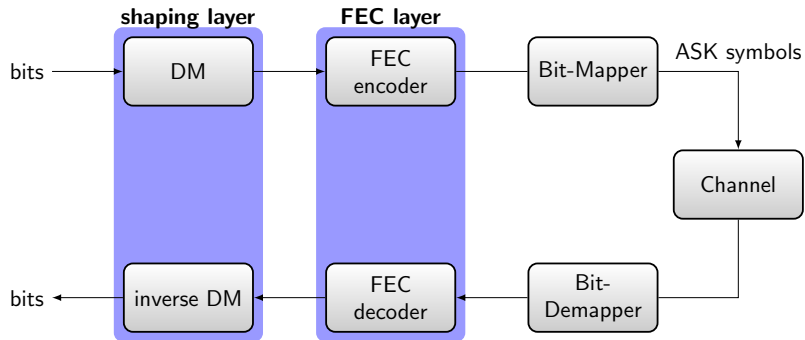 shaping layer
FEC layer
bits
DM
FEC
encoder
Bit-Mapper
ASK symbols
Channel
bits
inverse DM
FEC
decoder
Bit-
Demapper